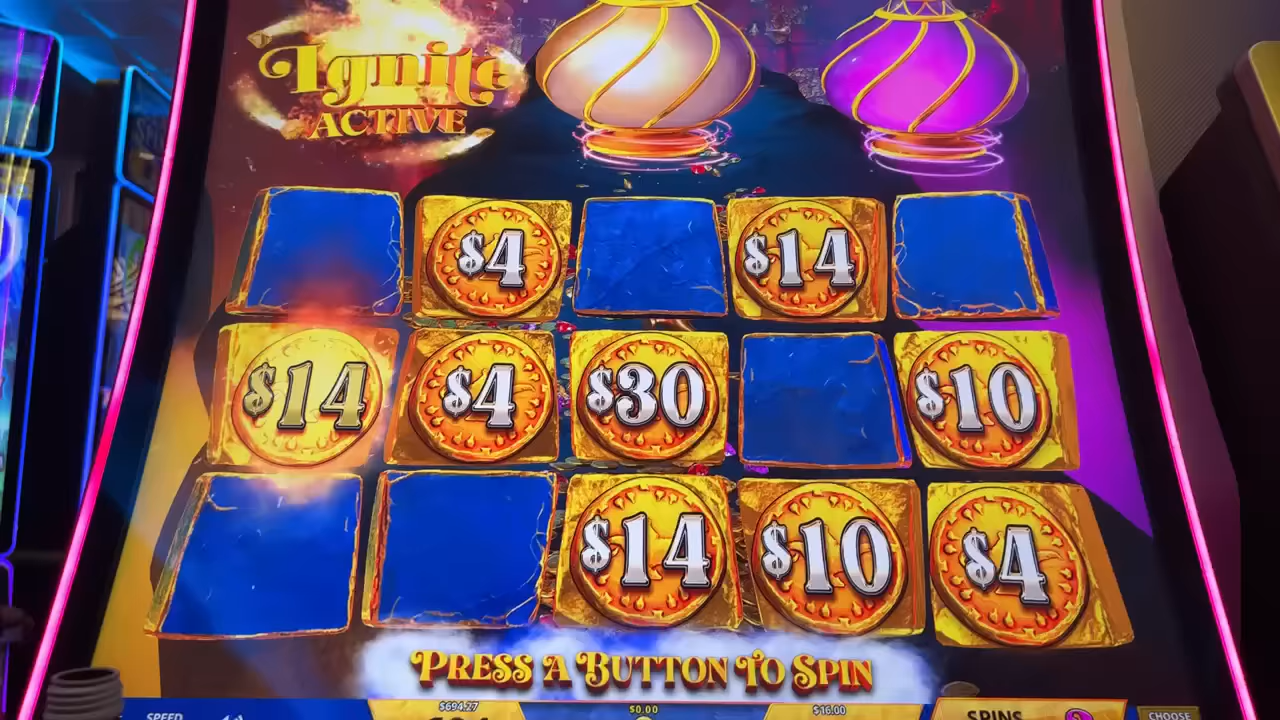 Ignite
ACTIVE
$4 $14
$14 $4 $30 $10
$14 $10 $4
PRESS A BUTTON TO SPIN
$694.27 $0.00 $16.00
SPEED SPINS CHOOSE